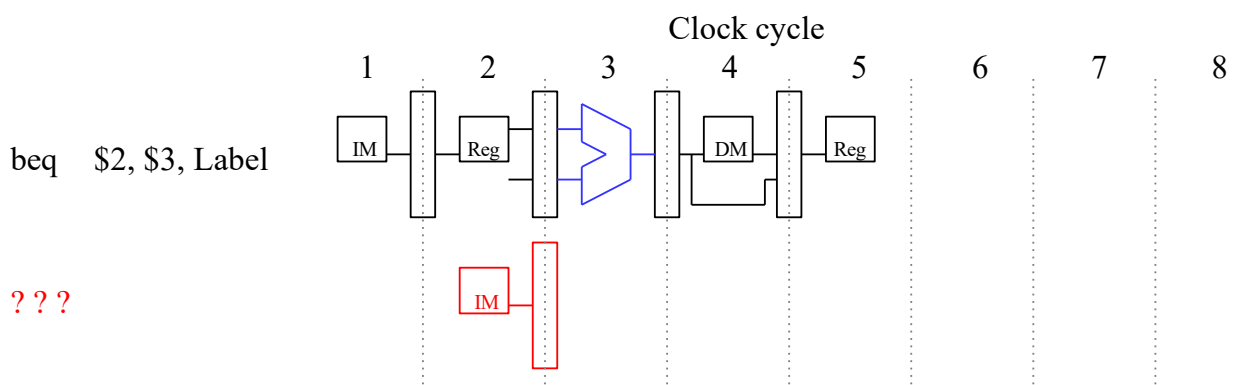 Clock cycle
1 2 3 4 5 6 7 8
beq $2, $3, Label IM Reg DM Reg
? ? ? IM